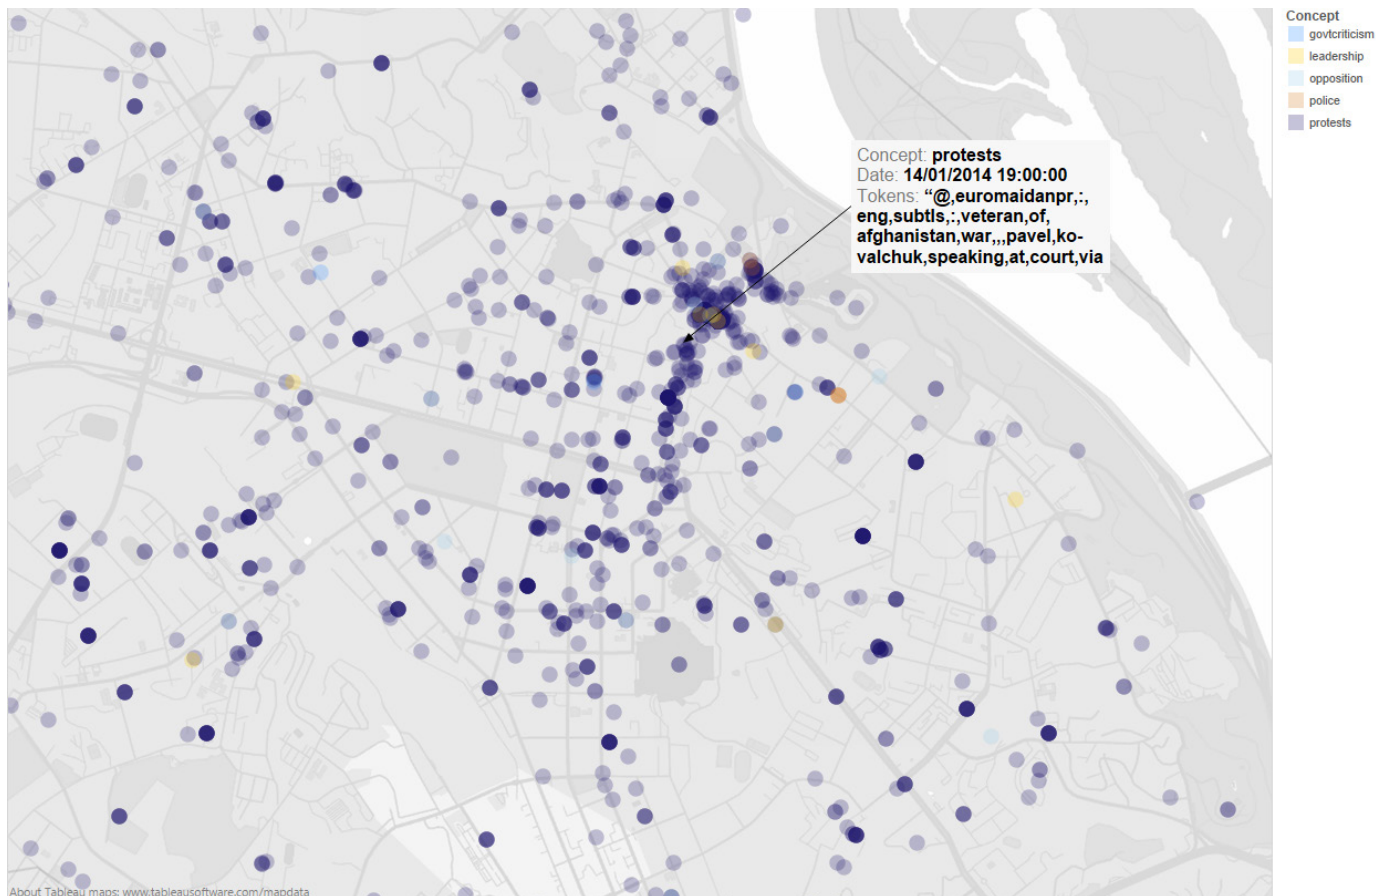 Concept
govtcriticism
leadership
opposition
police
protests
Concept: protests
Date: 14/01/2014 19:00:00
Tokens: “@,euromaidanpr,:,
eng,subtls,:,veteran,of,
afghanistan,war,,,pavel,ko-
valchuk,speaking,at,court,via
About Tableau maps: www.tableausoftware.com/mapdata